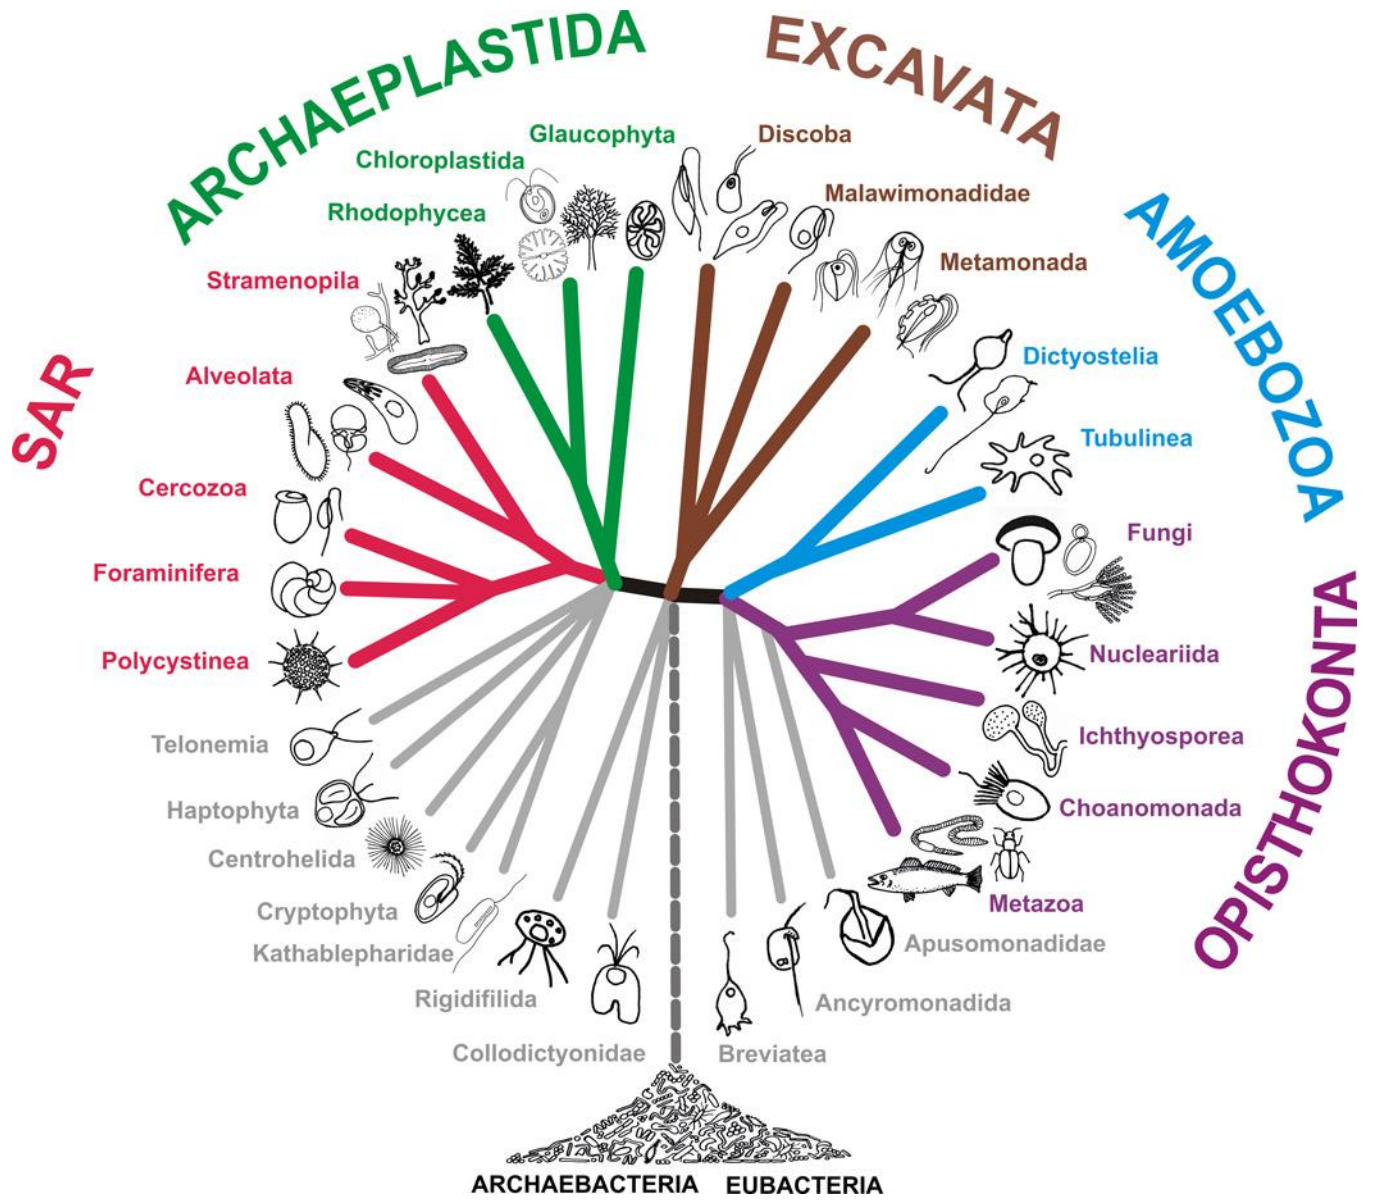 ARCHAEPLASTIDA
EXCAVATA
AMOEBOZOA
OPISTHOKONTA
SAR
Glaucophyta
Chloroplastida
Rhodophycea
Stramenopila
Alveolata
Cercozoa
Foraminifera
Polycystinea
Telonemia
Haptophyta
Centrohelida
Cryptophyta
Kathablepharidae
Rigidifilida
Collodictyonidae
Discoba
Malawimonadidae
Metamonada
Dictyostelia
Tubulinea
Fungi
Nucleariida
Ichthyosporea
Choanomonada
Metazoa
Apusomonadidae
Ancyromonadida
Breviatea
ARCHAEBACTERIA EUBACTERIA